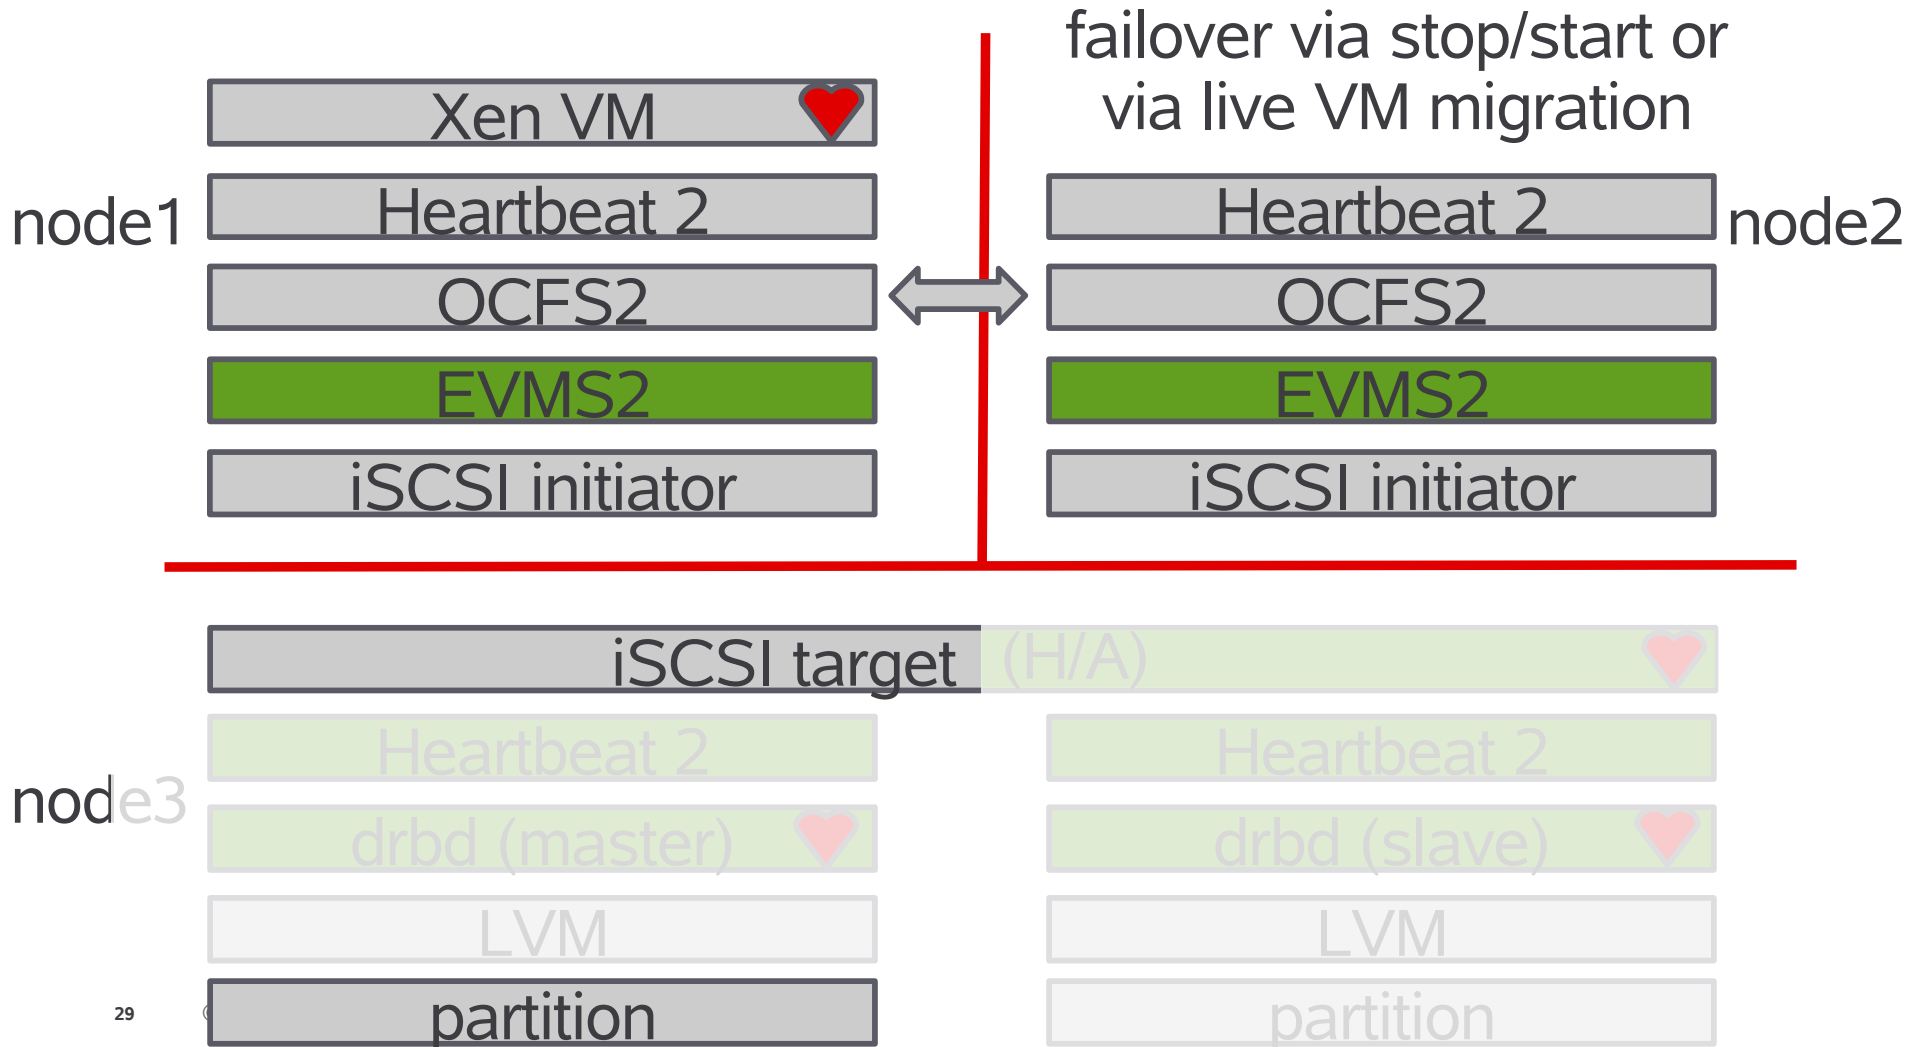 failover via stop/start or
via live VM migration
Xen VM
node1
Heartbeat 2
Heartbeat 2
node2
OCFS2
OCFS2
EVMS2
EVMS2
iSCSI initiator
iSCSI initiator
iSCSI target (H/A)
Heartbeat 2
Heartbeat 2
node3
drbd (master)
drbd (slave)
LVM
LVM
29
©
partition
partition